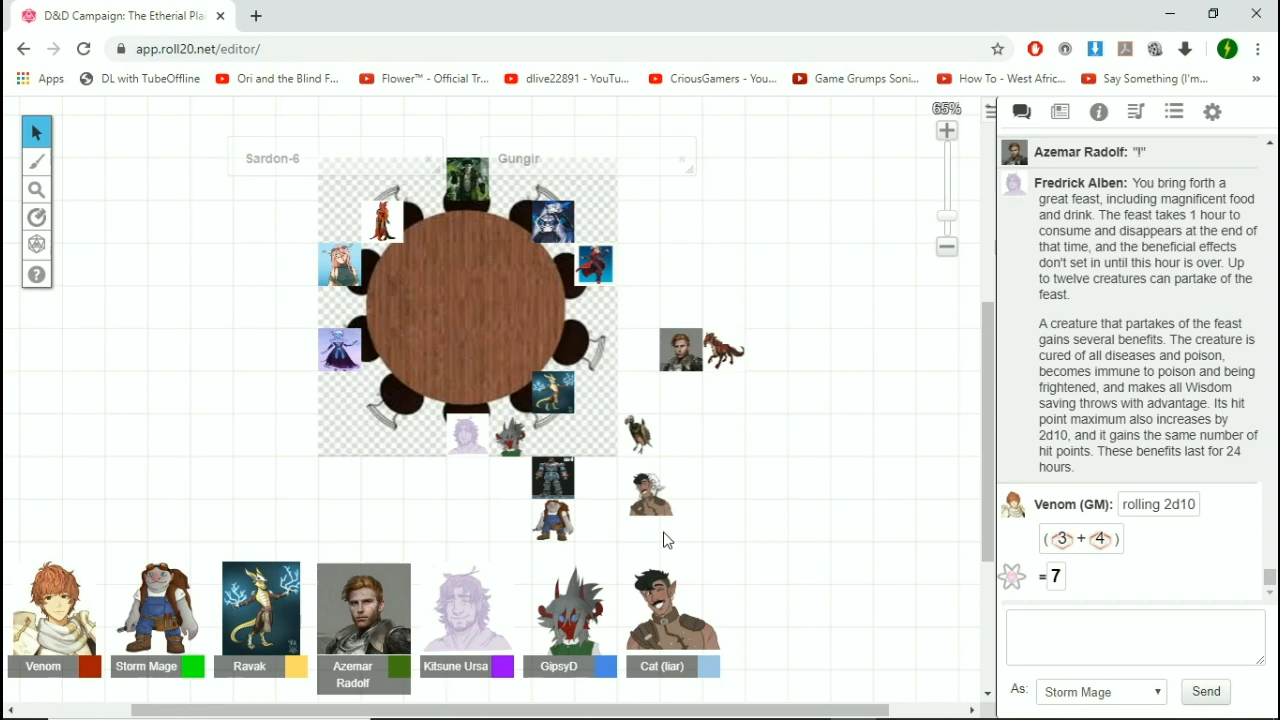 D&D Campaign: The Etherial Pla
app.roll20.net/editor/
Apps
DL with TubeOffline
Ori and the Blind F...
Flower™ - Official Tr...
dlive22891 - YouTu...
CriousGamers - You...
Game Grumps Soni...
How To - West Afric...
Say Something (I'm...
»
65%
Sardon-6
Gungir
Azemar Radolf: "!"
Fredrick Alben: You bring forth a
great feast, including magnificent food
and drink. The feast takes 1 hour to
consume and disappears at the end of
that time, and the beneficial effects
don't set in until this hour is over. Up
to twelve creatures can partake of the
feast.
A creature that partakes of the feast
gains several benefits. The creature is
cured of all diseases and poison,
becomes immune to poison and being
frightened, and makes all Wisdom
saving throws with advantage. Its hit
point maximum also increases by
2d10, and it gains the same number of
hit points. These benefits last for 24
hours.
Venom (GM): rolling 2d10
(3+4)
=7
Venom
Storm Mage
Ravak
Azemar
Radolf
Kitsune Ursa
GipsyD
Cat (liar)
As: Storm Mage
Send